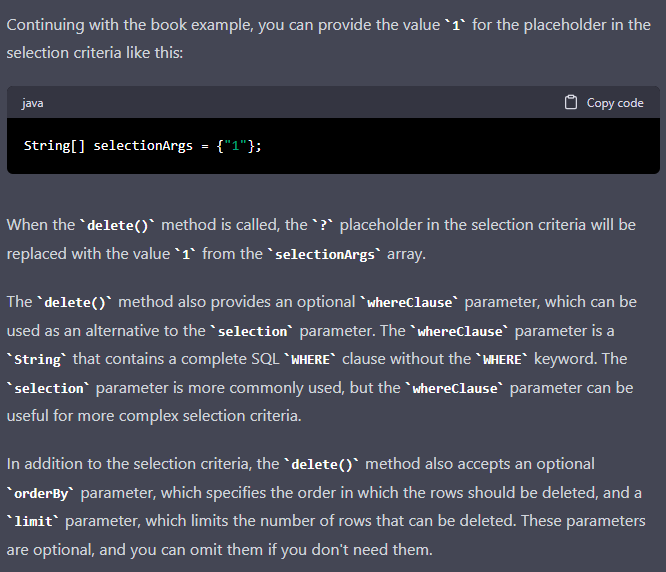 Continuing with the book example, you can provide the value `1` for the placeholder in the
selection criteria like this:
java
Copy code
String[] selectionArgs = {"1"};
When the `delete()` method is called, the `?` placeholder in the selection criteria will be
replaced with the value `1` from the `selectionArgs` array.
The `delete()` method also provides an optional `whereClause` parameter, which can be
used as an alternative to the `selection` parameter. The `whereClause` parameter is a
`String` that contains a complete SQL `WHERE` clause without the `WHERE` keyword. The
`selection` parameter is more commonly used, but the `whereClause` parameter can be
useful for more complex selection criteria.
In addition to the selection criteria, the `delete()` method also accepts an optional
`orderBy` parameter, which specifies the order in which the rows should be deleted, and a
`limit` parameter, which limits the number of rows that can be deleted. These parameters
are optional, and you can omit them if you don't need them.